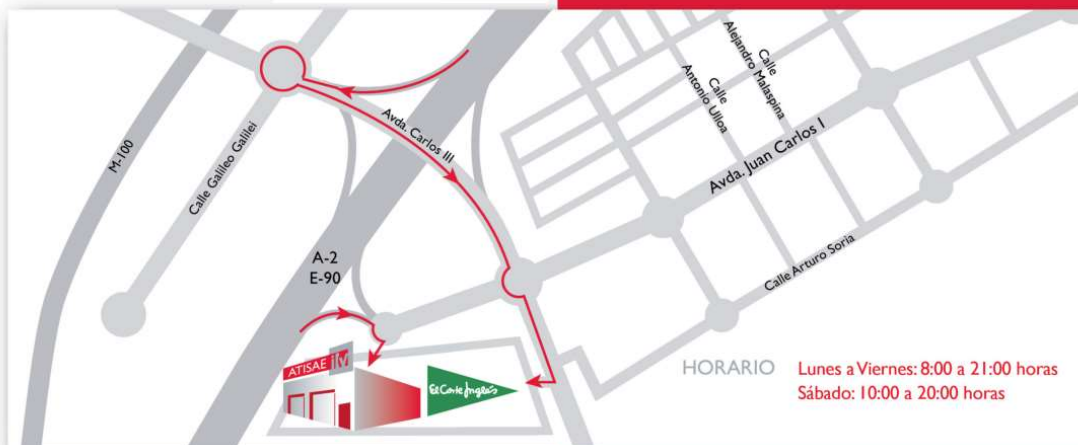 Calle
Alejandro Malaspina
Calle
Antonio Ulloa
Avda. Carlos III
M-100
Calle Galileo Galilei
Avda. Juan Carlos I
A-2
E-90
Calle Arturo Soria
ATISAE itv
El Corte Inglés
HORARIO
Lunes a Viernes: 8:00 a 21:00 horas
Sábado: 10:00 a 20:00 horas